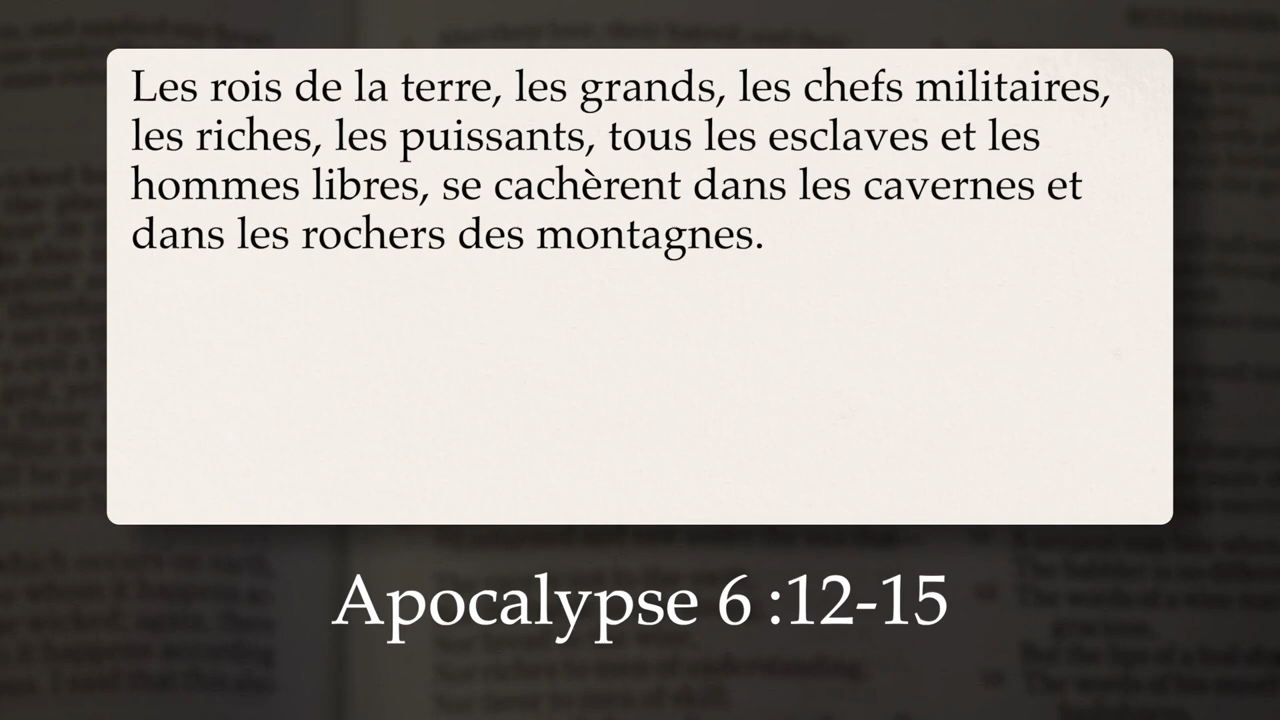 Les rois de la terre, les grands, les chefs militaires,
les riches, les puissants, tous les esclaves et les
hommes libres, se cachèrent dans les cavernes et
dans les rochers des montagnes.
Apocalypse 6 :12-15